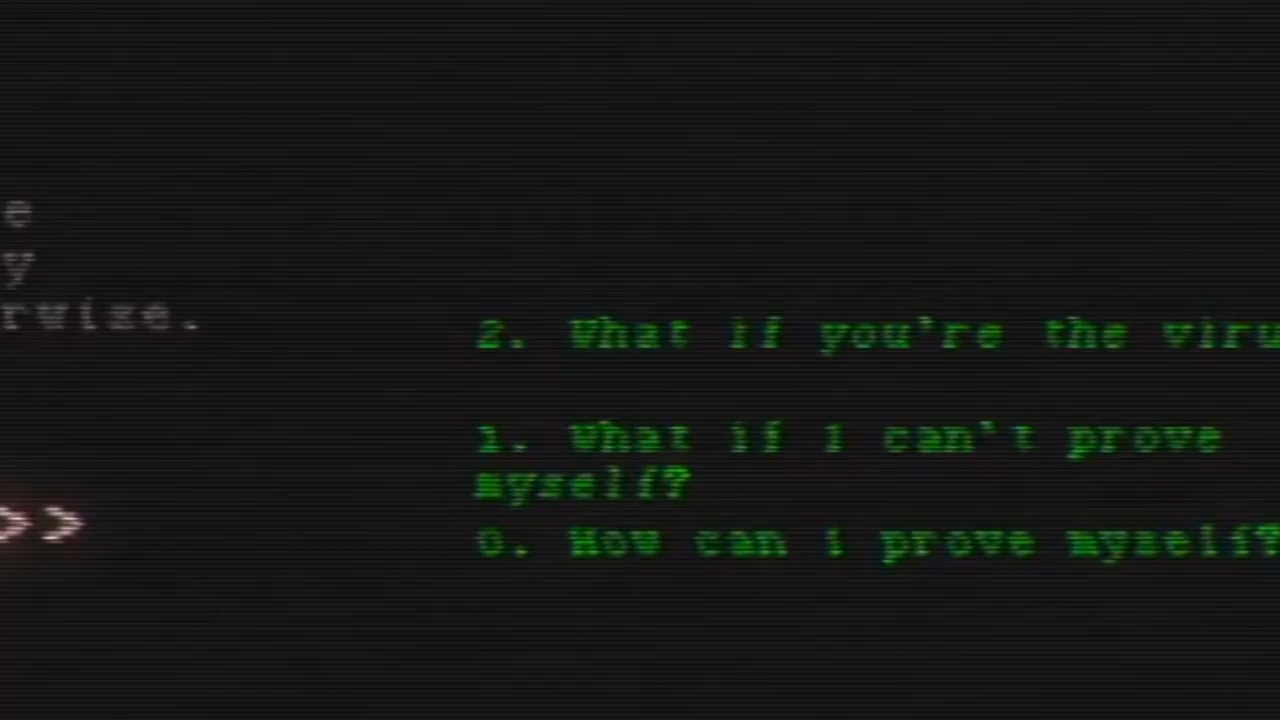 e
y
rwise.
>>
2. What if you're the viru
1. What if i can't prove
myself?
0. How can i prove myself?